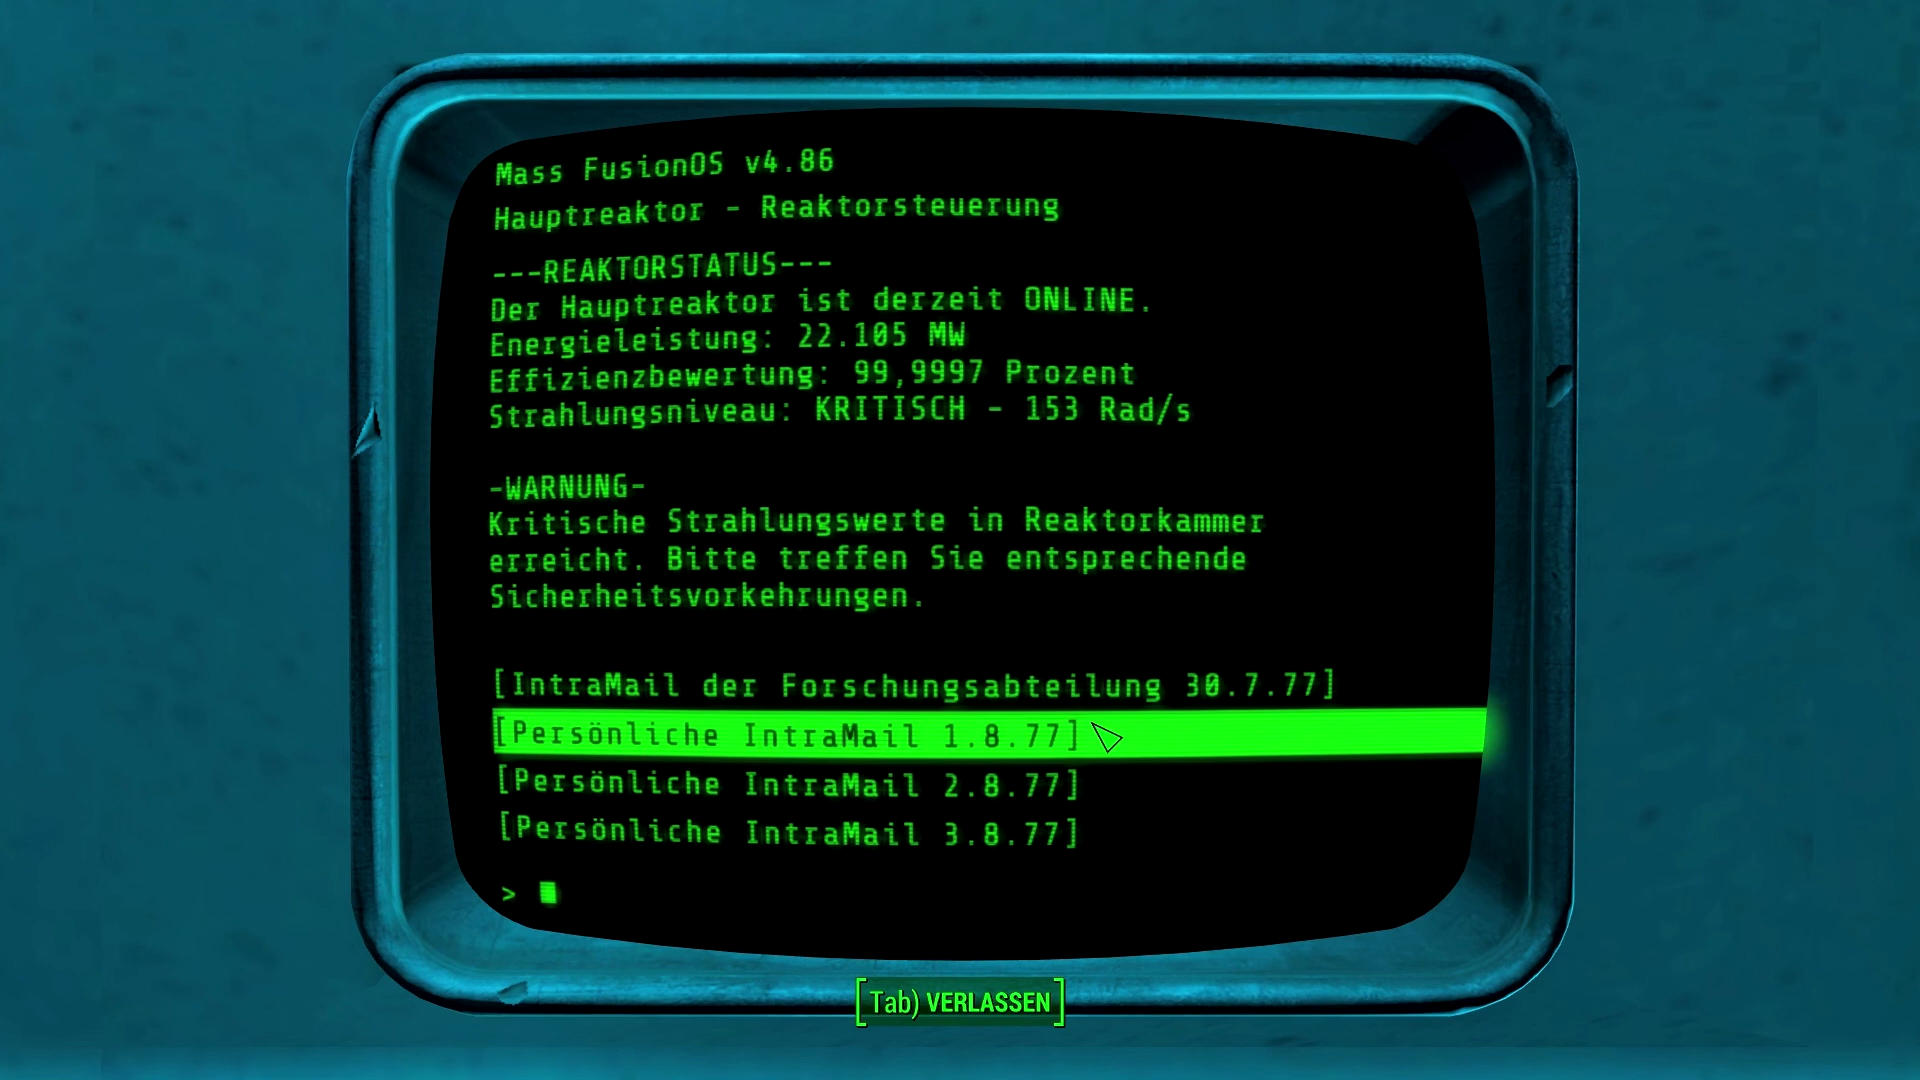 Mass FusionOS v4.86
Hauptreaktor - Reaktorsteuerung
---REAKTORSTATUS---
Der Hauptreaktor ist derzeit ONLINE.
Energieleistung: 22.105 MW
Effizienzbewertung: 99,9997 Prozent
Strahlungsniveau: KRITISCH - 153 Rad/s
-WARNUNG-
Kritische Strahlungswerte in Reaktorkammer
erreicht. Bitte treffen Sie entsprechende
Sicherheitsvorkehrungen.
[IntraMail der Forschungsabteilung 30.7.77]
[Persönliche IntraMail 1.8.77]
[Persönliche IntraMail 2.8.77]
[Persönliche IntraMail 3.8.77]
>
[Tab) VERLASSEN]